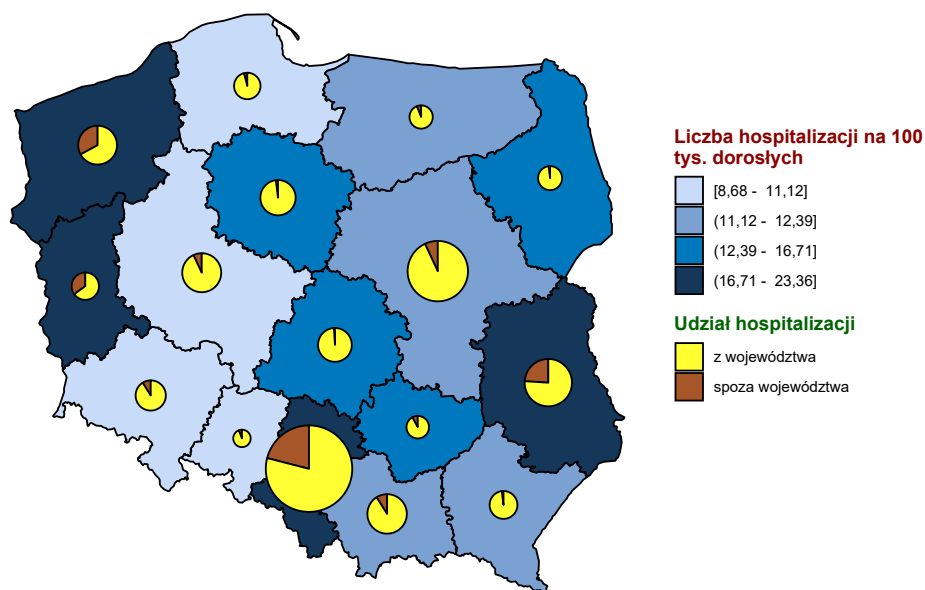 Liczba hospitalizacji na 100
tys. dorosłych
[8,68 - 11,12]
(11,12 - 12,39]
(12,39 - 16,71]
(16,71 - 23,36]
Udział hospitalizacji
z województwa
spoza województwa